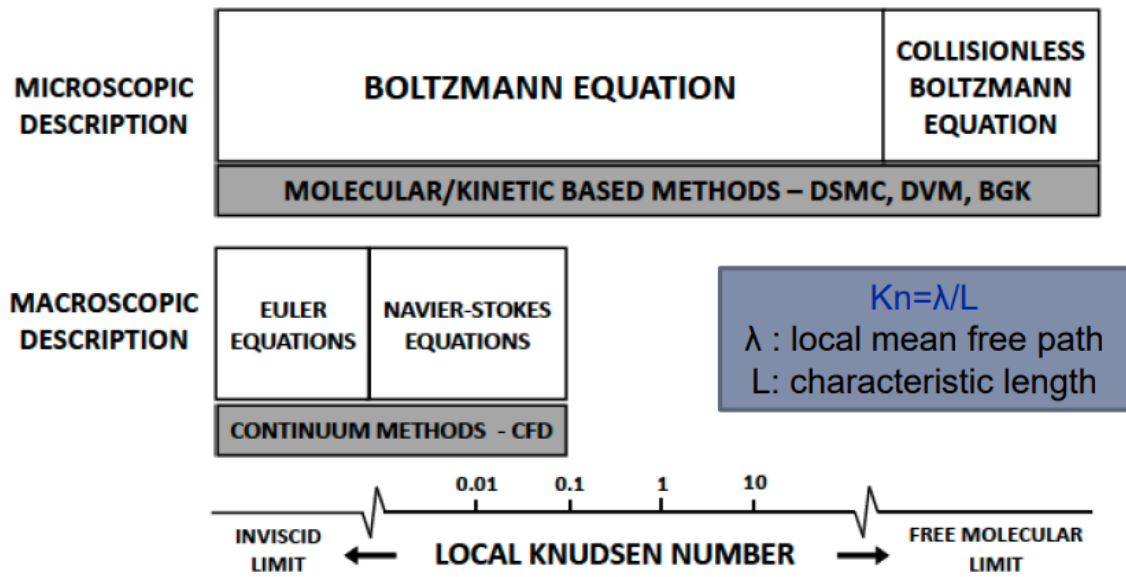 MICROSCOPIC
DESCRIPTION
BOLTZMANN EQUATION
COLLISIONLESS
BOLTZMANN
EQUATION
MOLECULAR/KINETIC BASED METHODS – DSMC, DVM, BGK
MACROSCOPIC
DESCRIPTION
EULER
EQUATIONS
NAVIER-STOKES
EQUATIONS
Kn=λ/L
λ : local mean free path
L: characteristic length
CONTINUUM METHODS - CFD
0.01 0.1 1 10
INVISCID
LIMIT
LOCAL KNUDSEN NUMBER
FREE MOLECULAR
LIMIT